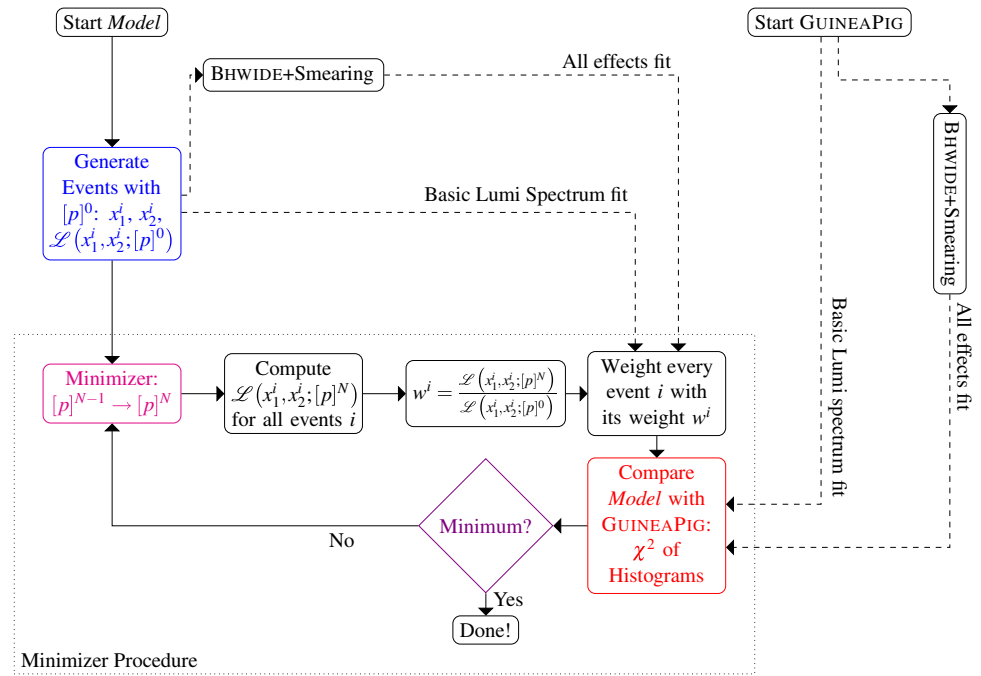 Start Model
Start GUINEAPIG
BHWIDE+Smearing
All effects fit
BHWIDE+Smearing
Generate
Events with
[p]⁰: x₁ⁱ, x₂ⁱ,
ℒ(x₁ⁱ,x₂ⁱ;[p]⁰)
Basic Lumi Spectrum fit
Basic Lumi spectrum fit
All effects fit
Minimizer:
[p]ᴺ⁻¹ → [p]ᴺ
Compute
ℒ(x₁ⁱ,x₂ⁱ;[p]ᴺ)
for all events i
wⁱ = ℒ(x₁ⁱ,x₂ⁱ;[p]ᴺ) / ℒ(x₁ⁱ,x₂ⁱ;[p]⁰)
Weight every
event i with
its weight wⁱ
Compare
Model with
GUINEAPIG:
χ² of
Histograms
Minimum?
No
Yes
Done!
Minimizer Procedure